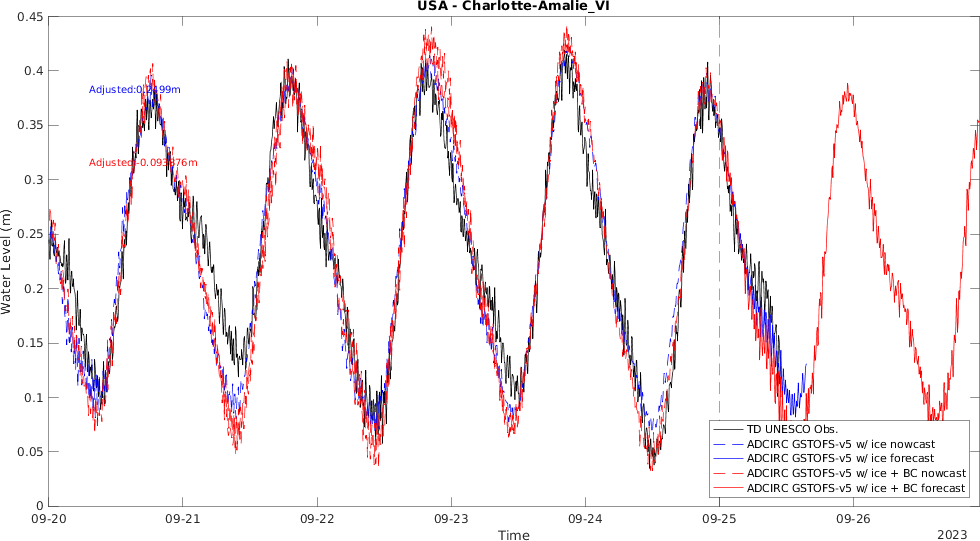 USA - Charlotte-Amalie_VI
0.45
0.4
0.35
0.3
0.25
0.2
0.15
0.1
0.05
0
Water Level (m)
09-20
09-21
09-22
09-23
09-24
09-25
09-26
Time
2023
TD UNESCO Obs.
ADCIRC GSTOFS-v5 w/ ice nowcast
ADCIRC GSTOFS-v5 w/ ice forecast
ADCIRC GSTOFS-v5 w/ ice + BC nowcast
ADCIRC GSTOFS-v5 w/ ice + BC forecast